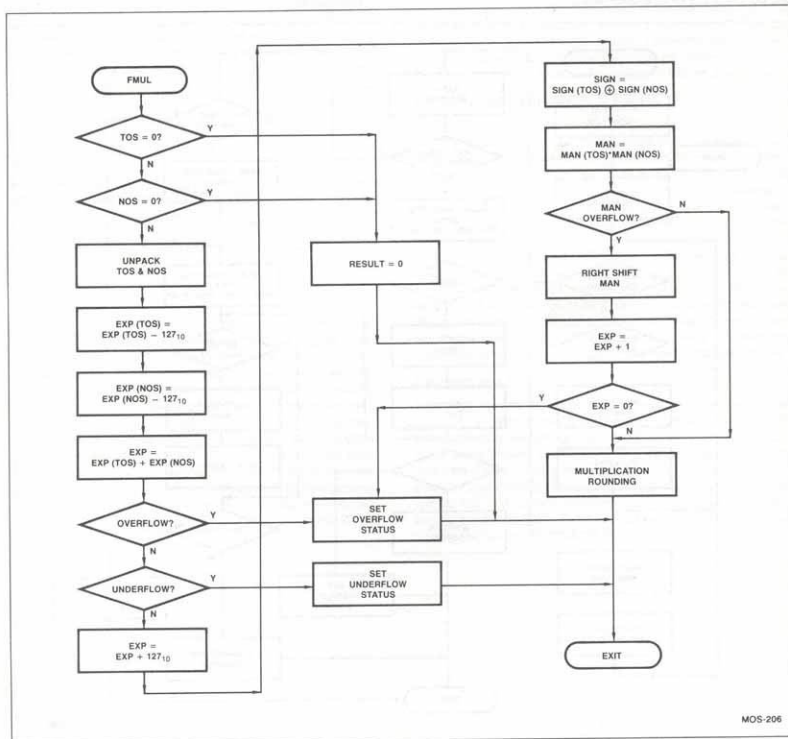 FMUL
TOS = 0?
Y
N
NOS = 0?
Y
N
UNPACK
TOS & NOS
EXP (TOS) =
EXP (TOS) – 127₁₀
EXP (NOS) =
EXP (NOS) – 127₁₀
EXP =
EXP (TOS) + EXP (NOS)
OVERFLOW?
Y
N
UNDERFLOW?
Y
N
EXP =
EXP + 127₁₀
RESULT = 0
SET
OVERFLOW
STATUS
SET
UNDERFLOW
STATUS
SIGN =
SIGN (TOS) ⊕ SIGN (NOS)
MAN =
MAN (TOS)*MAN (NOS)
MAN
OVERFLOW?
N
Y
RIGHT SHIFT
MAN
EXP =
EXP + 1
Y
EXP = 0?
N
MULTIPLICATION
ROUNDING
EXIT
MOS-206